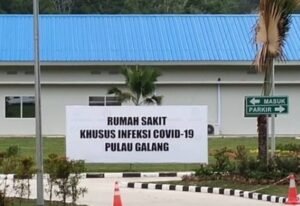 RUMAH SAKIT
KHUSUS INFEKSI COVID-19
PULAU GALANG
MASUK
PARKIR